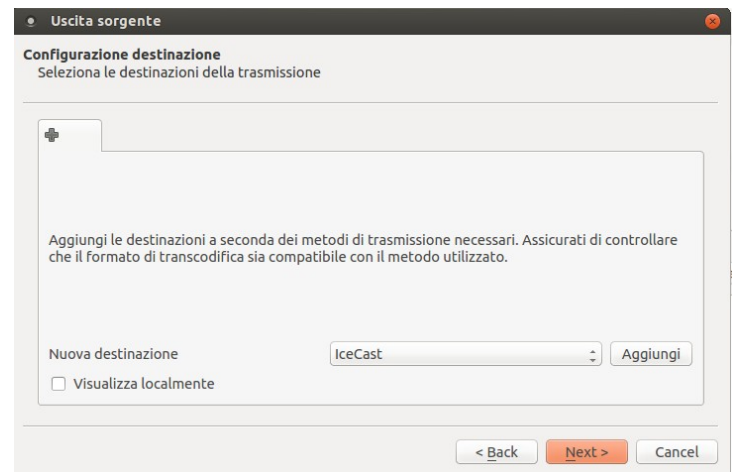 Uscita sorgente
Configurazione destinazione
Seleziona le destinazioni della trasmissione
Aggiungi le destinazioni a seconda dei metodi di trasmissione necessari. Assicurati di controllare
che il formato di transcodifica sia compatibile con il metodo utilizzato.
Nuova destinazione IceCast Aggiungi
Visualizza localmente
< Back Next > Cancel